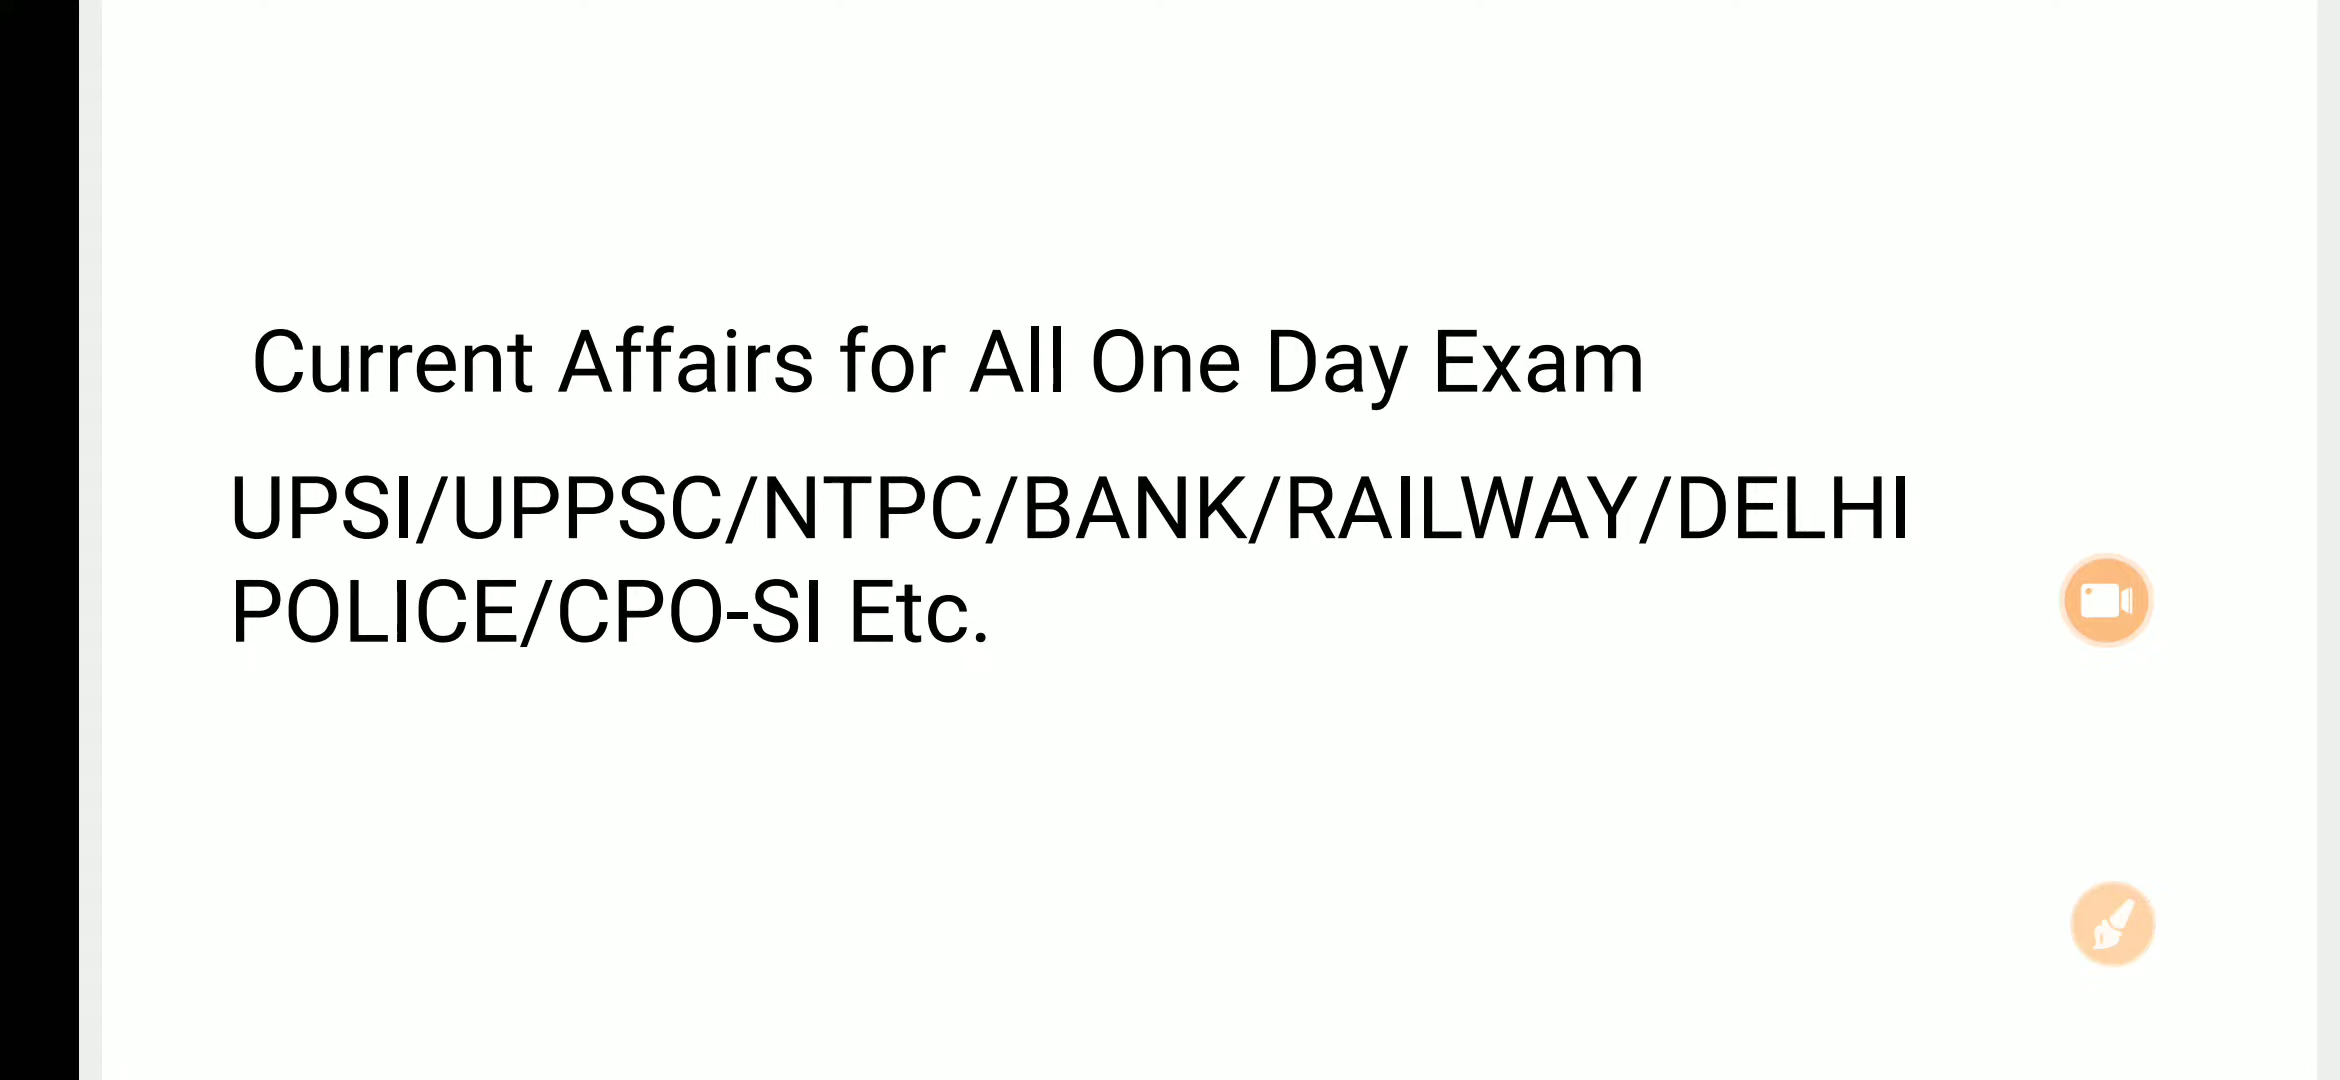 Current Affairs for All One Day Exam
UPSI/UPPSC/NTPC/BANK/RAILWAY/DELHI
POLICE/CPO-SI Etc.